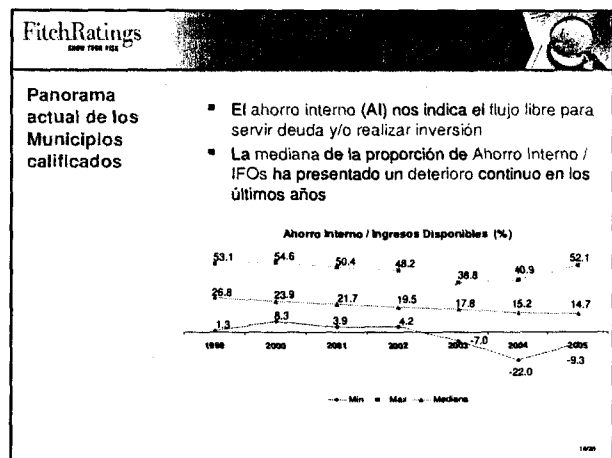 FitchRatings
KNOW YOUR RISK
Panorama
actual de los
Municipios
calificados
▪ El ahorro interno (AI) nos indica el flujo libre para
servir deuda y/o realizar inversión
▪ La mediana de la proporción de Ahorro Interno /
IFOs ha presentado un deterioro continuo en los
últimos años
Ahorro Interno / Ingresos Disponibles (%)
53.1 54.6 50.4 48.2 38.8 40.9 52.1
26.8 23.9 21.7 19.5 17.8 15.2 14.7
1.3 8.3 3.9 4.2 -7.0 -22.0 -9.3
1999 2000 2001 2002 2003 2004 2005
Min Max Mediana